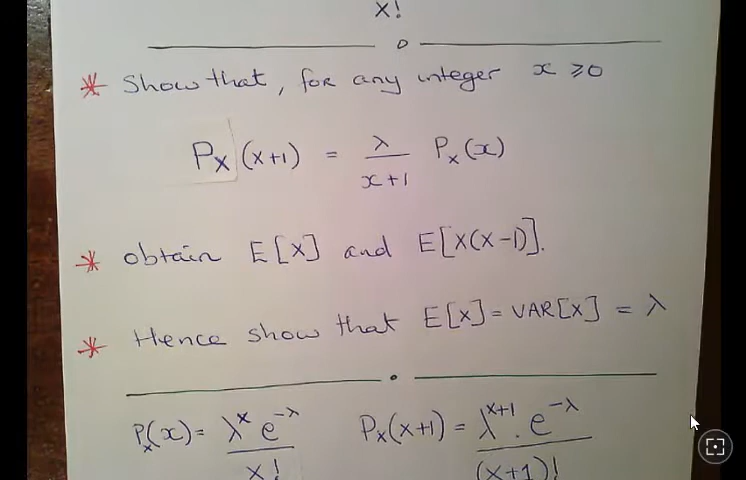 x!
* Show that, for any integer x ≥ 0
Px (x+1) = λ / x+1 Px (x)
* obtain E[X] and E[X(X-1)].
* Hence show that E[X] = VAR[X] = λ
Px(x) = λ^x e^-λ / x! Px(x+1) = λ^x+1 . e^-λ / (x+1)!